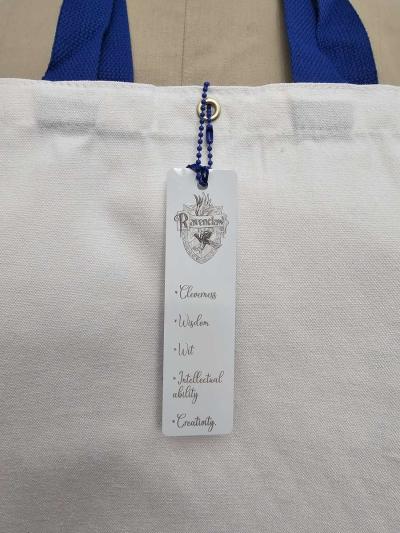 Ravenclaw
• Cleverness
• Wisdom
• Wit
• Intellectual
ability
• Creativity.